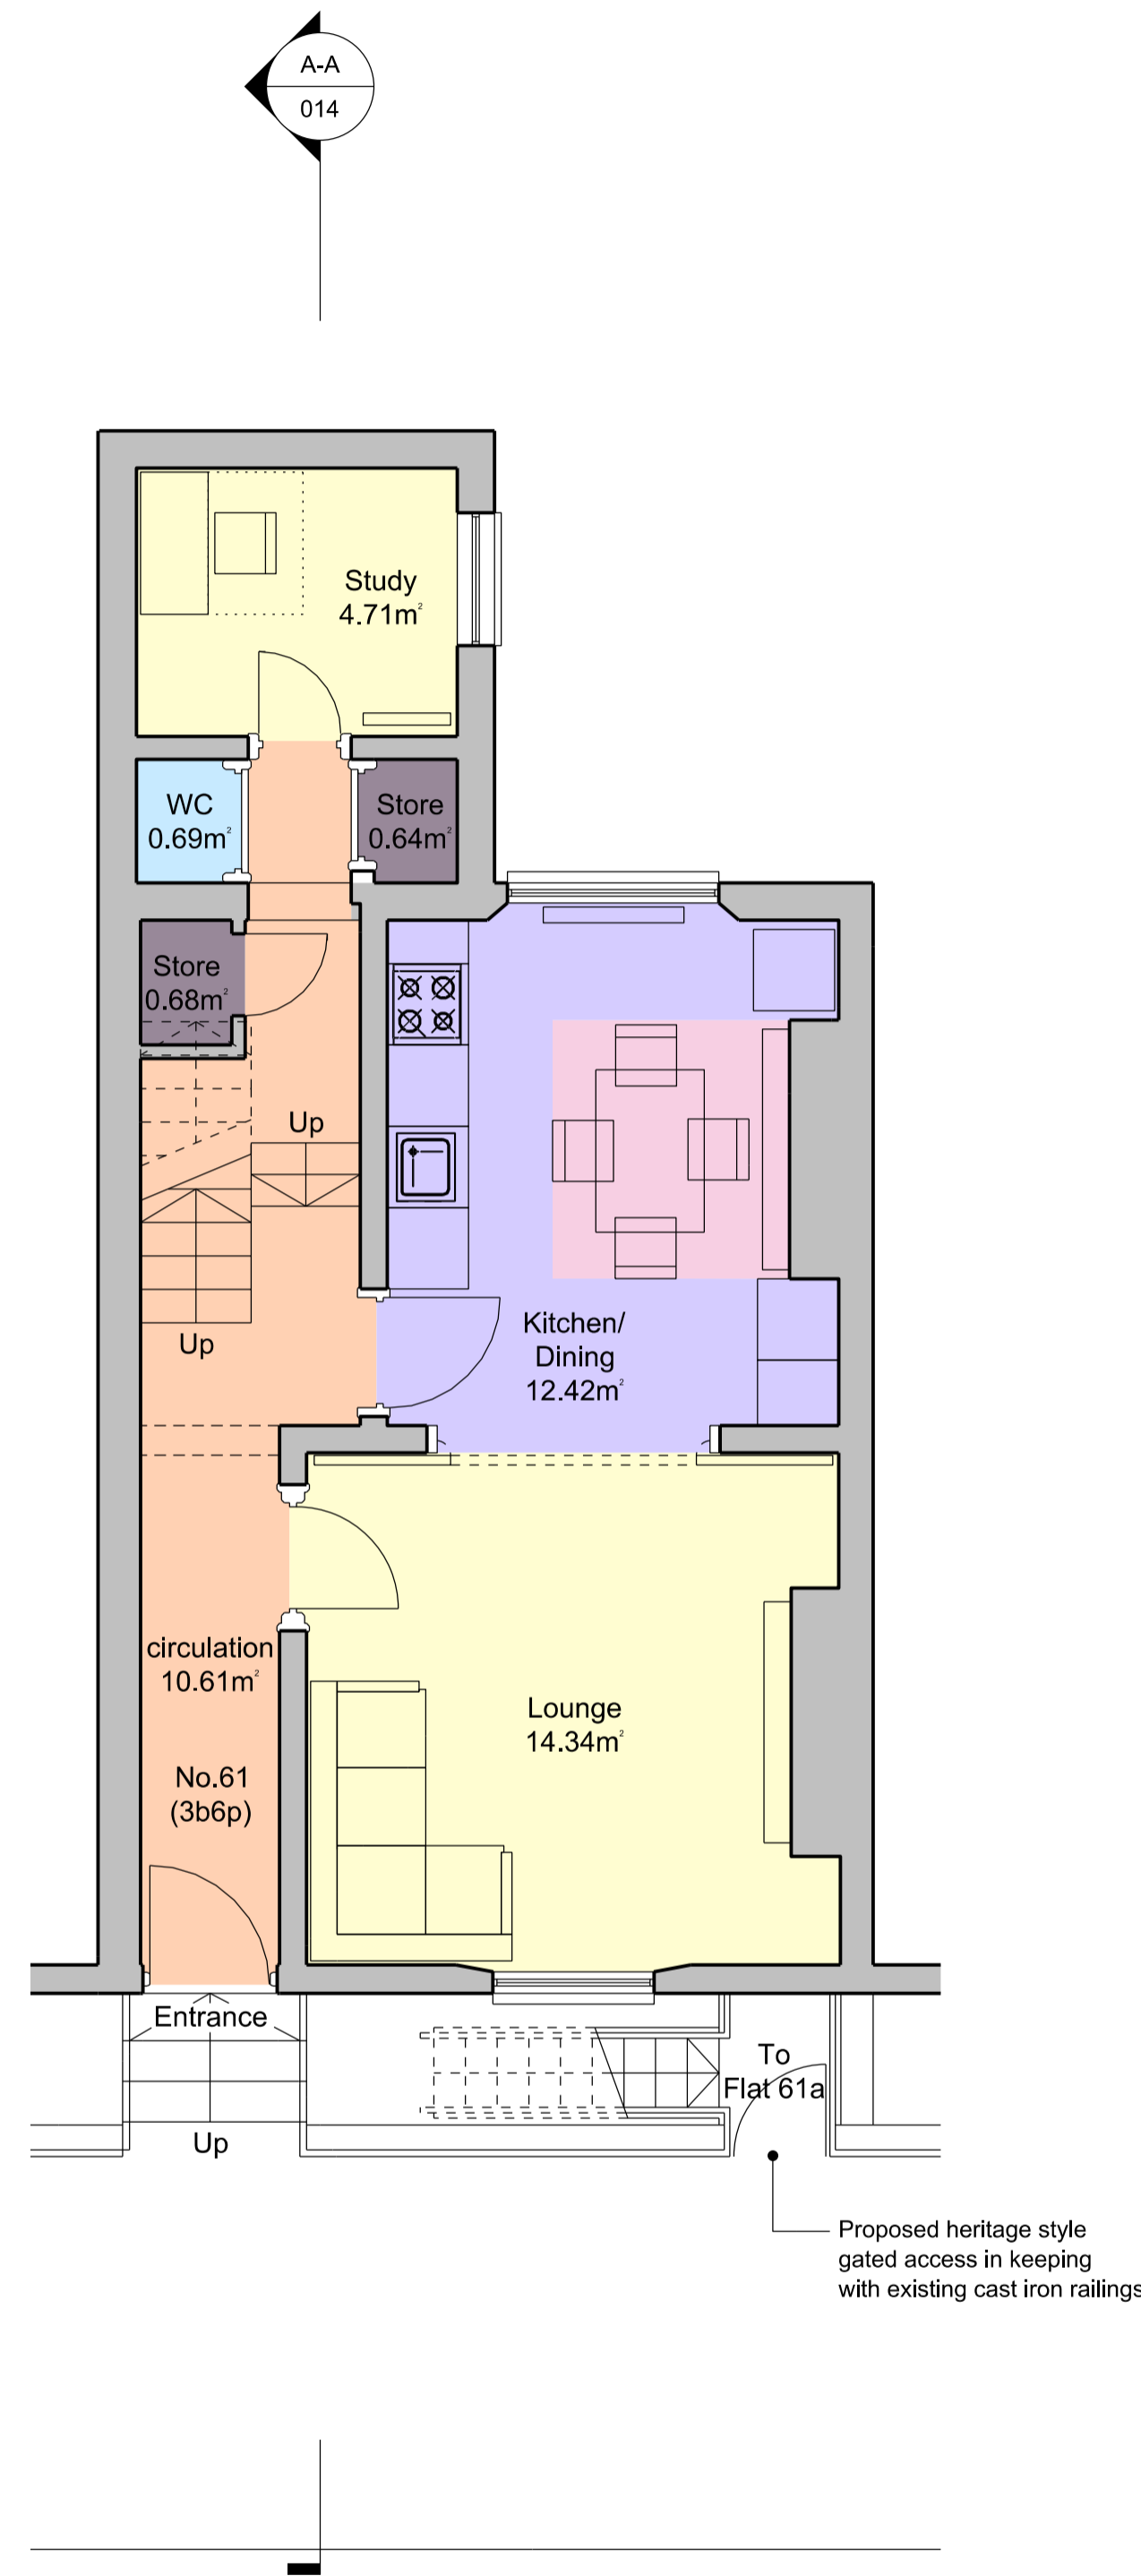 A-A
014
Study
4.71m²
WC
0.69m²
Store
0.64m²
Store
0.68m²
Up
Up
Kitchen/
Dining
12.42m²
circulation
10.61m²
Lounge
14.34m²
No.61
(3b6p)
Entrance
To
Flat 61a
Up
Proposed heritage style
gated access in keeping
with existing cast iron railings